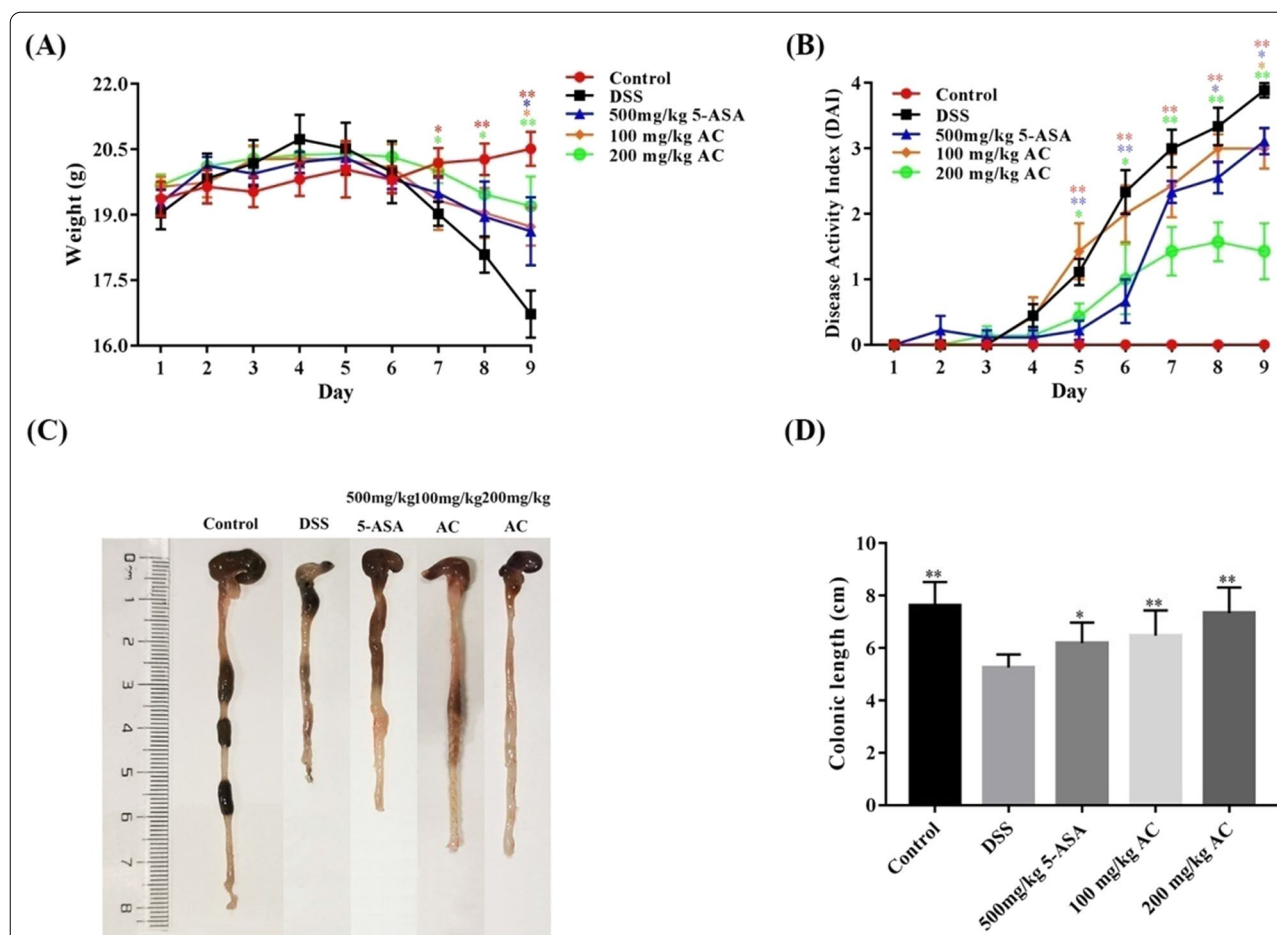 (A)
Weight (g)
22.0
20.5
19.0
17.5
16.0
1 2 3 4 5 6 7 8 9
Day
Control
DSS
500mg/kg 5-ASA
100 mg/kg AC
200 mg/kg AC
* *
** *
** * * **
(B)
Disease Activity Index (DAI)
4
3
2
1
0
1 2 3 4 5 6 7 8 9
Day
Control
DSS
500mg/kg 5-ASA
100 mg/kg AC
200 mg/kg AC
** ** *
** ** *
** **
** * **
** * * **
(C)
500mg/kg 100mg/kg 200mg/kg
Control DSS 5-ASA AC AC
0
cm
1
2
3
4
5
6
7
8
(D)
Colonic length (cm)
10
8
6
4
2
0
** * ** **
Control
DSS
500mg/kg 5-ASA
100 mg/kg AC
200 mg/kg AC